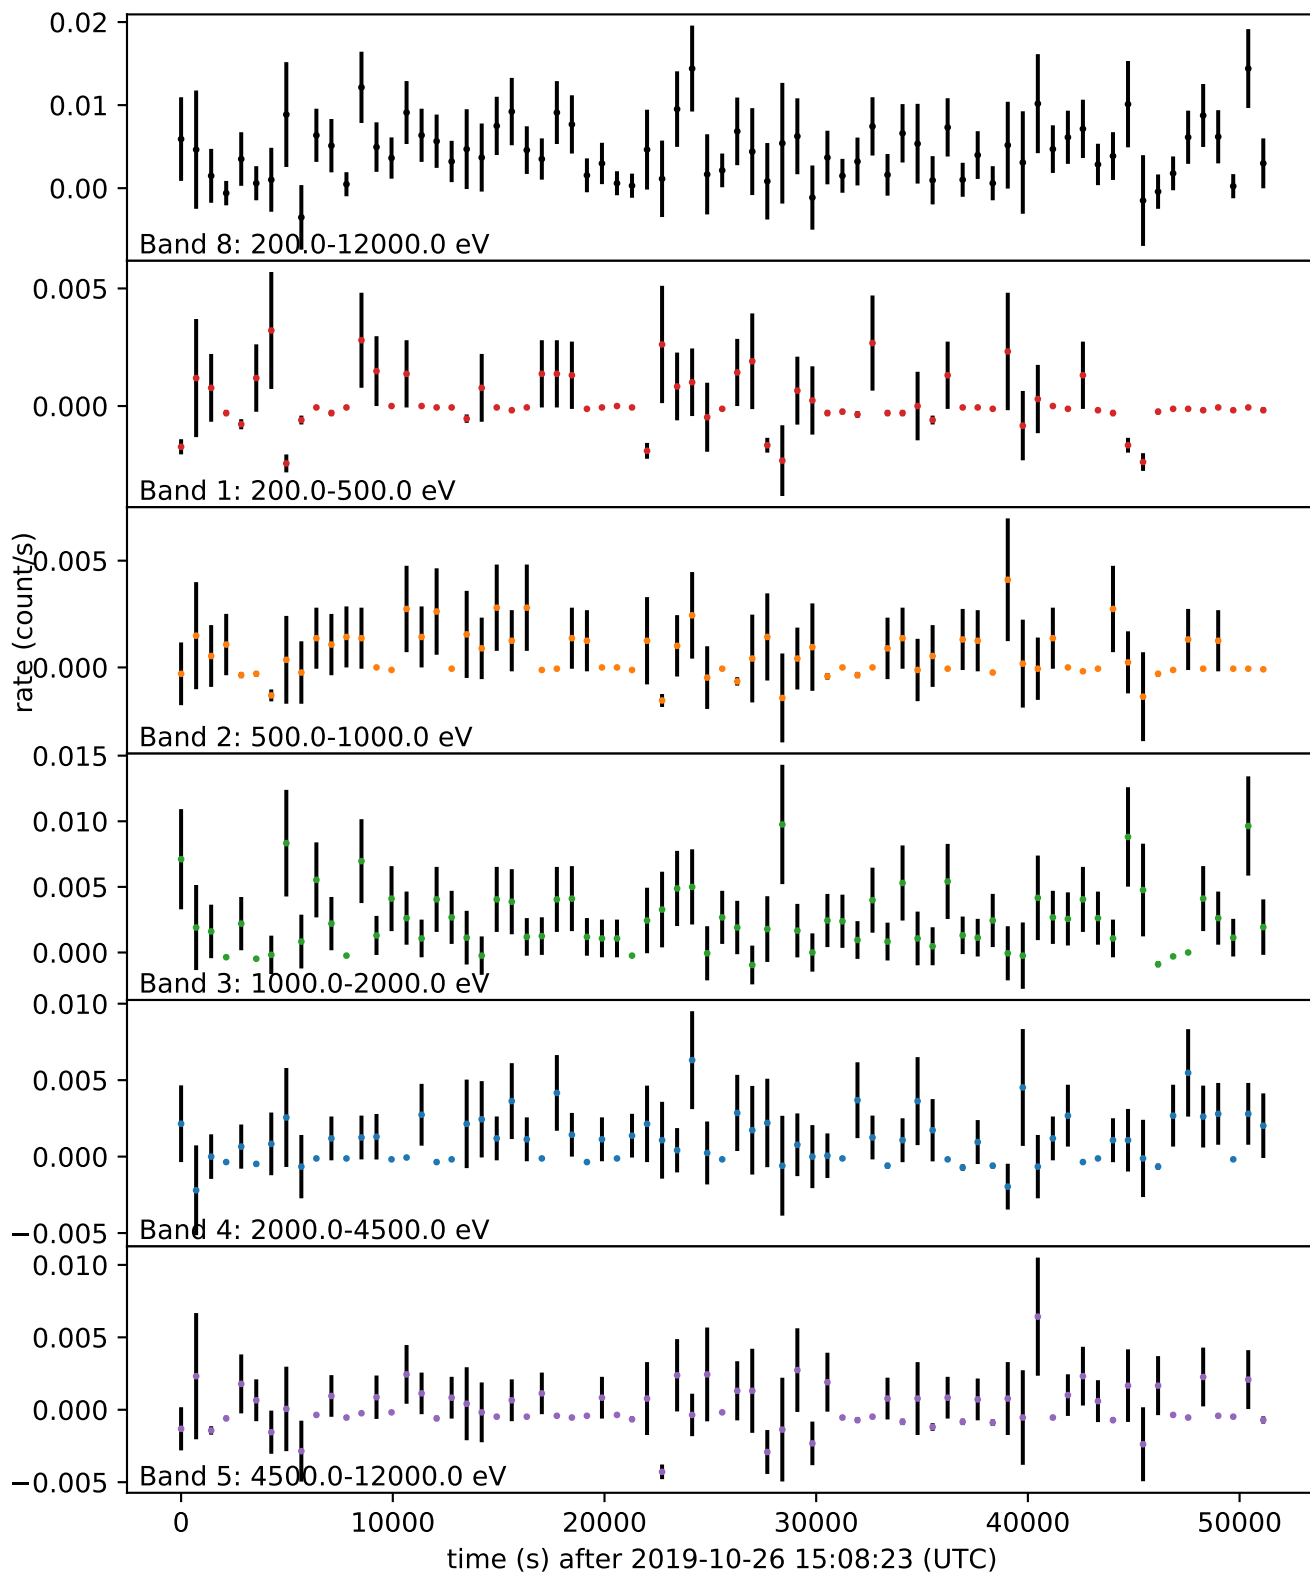 0.02
0.01
0.00
Band 8: 200.0-12000.0 eV
0.005
0.000
Band 1: 200.0-500.0 eV
rate (count/s)
0.005
0.000
Band 2: 500.0-1000.0 eV
0.015
0.010
0.005
0.000
Band 3: 1000.0-2000.0 eV
0.010
0.005
0.000
−0.005
Band 4: 2000.0-4500.0 eV
0.010
0.005
0.000
−0.005
Band 5: 4500.0-12000.0 eV
0 10000 20000 30000 40000 50000
time (s) after 2019-10-26 15:08:23 (UTC)